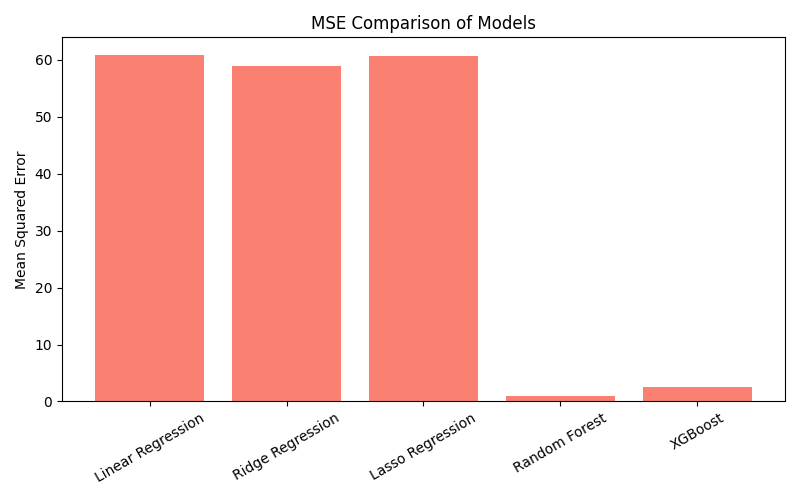 MSE Comparison of Models
Mean Squared Error
60
50
40
30
20
10
0
Linear Regression
Ridge Regression
Lasso Regression
Random Forest
XGBoost